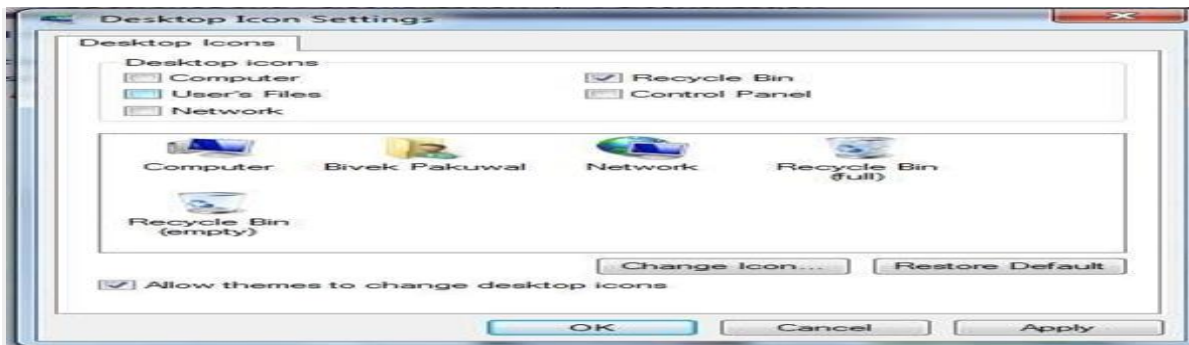 Desktop Icon Settings
Desktop Icons
Desktop icons
Computer
Recycle Bin
User's Files
Control Panel
Network
Computer
Bivek Pakuwal
Network
Recycle Bin
(full)
Recycle Bin
(empty)
Change Icon...
Restore Default
Allow themes to change desktop icons
OK
Cancel
Apply